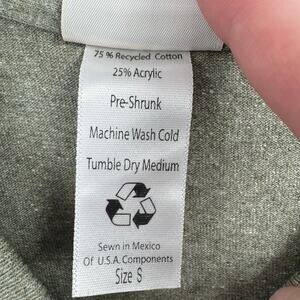 75% Recycled Cotton
25% Acrylic
Pre-Shrunk
Machine Wash Cold
Tumble Dry Medium
Sewn in Mexico
Of U.S.A. Components
Size S